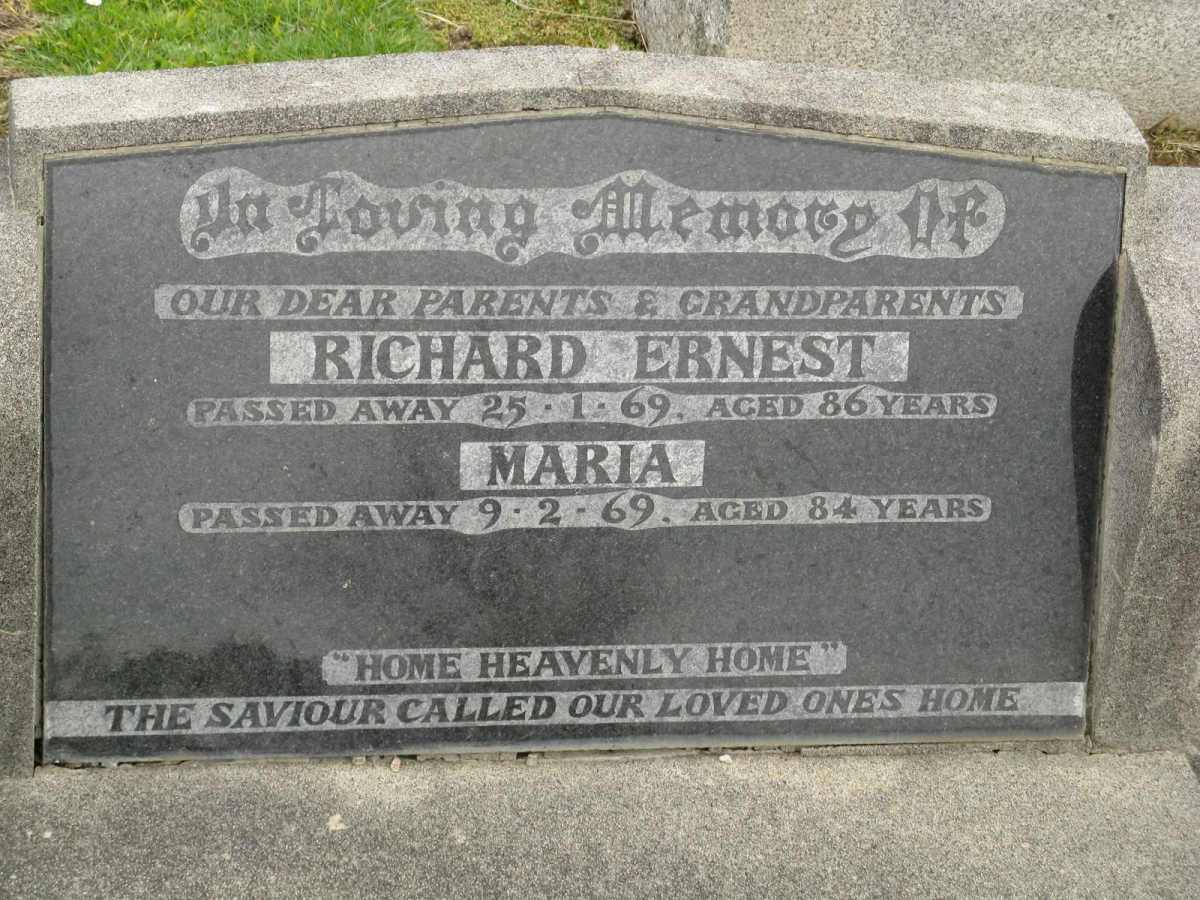 In Loving Memory Of
OUR DEAR PARENTS & GRANDPARENTS
RICHARD ERNEST
PASSED AWAY 25 · 1 · 69. AGED 86 YEARS
MARIA
PASSED AWAY 9 · 2 · 69. AGED 84 YEARS
"HOME HEAVENLY HOME"
THE SAVIOUR CALLED OUR LOVED ONES HOME